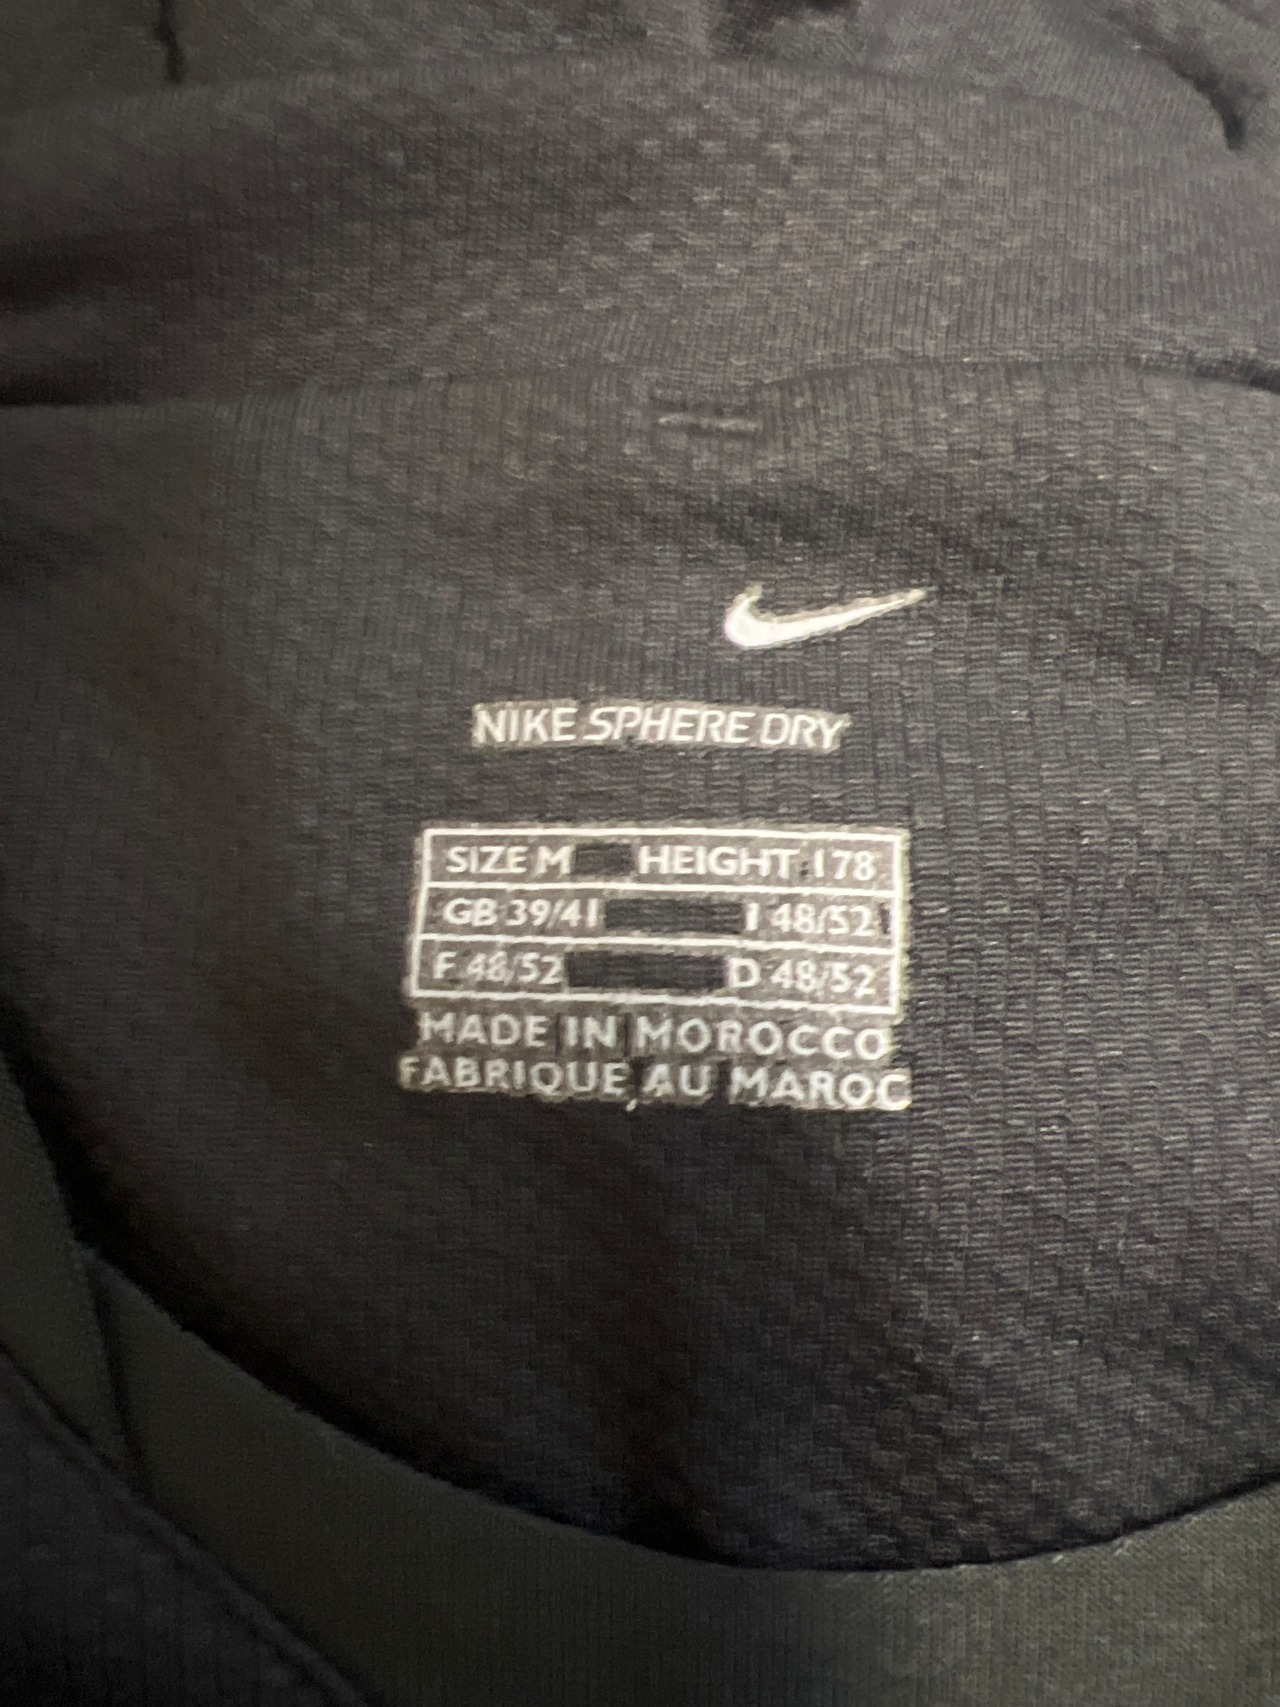 NIKE SPHERE DRY
SIZE M HEIGHT 178
GB 39/41 I 48/52
F 48/52 D 48/52
MADE IN MOROCCO
FABRIQUE AU MAROC